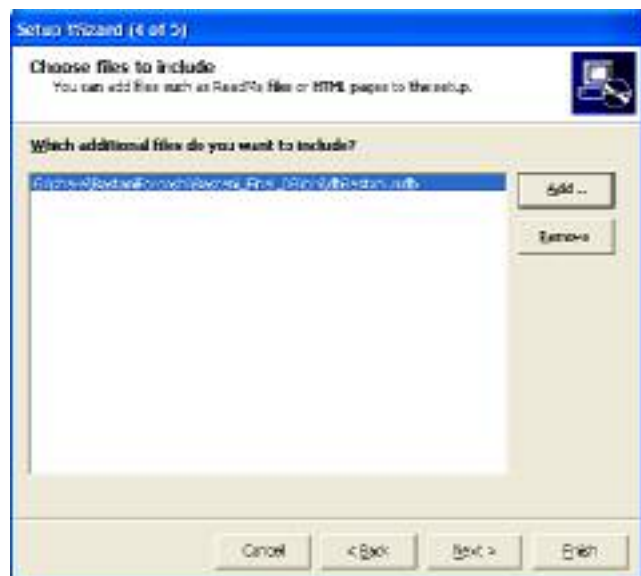 Setup Wizard (4 of 5)
Choose files to include
You can add files such as ReadMe files or HTML pages to the setup.
Which additional files do you want to include?
Add ...
Remove
Cancel
< Back
Next >
Finish